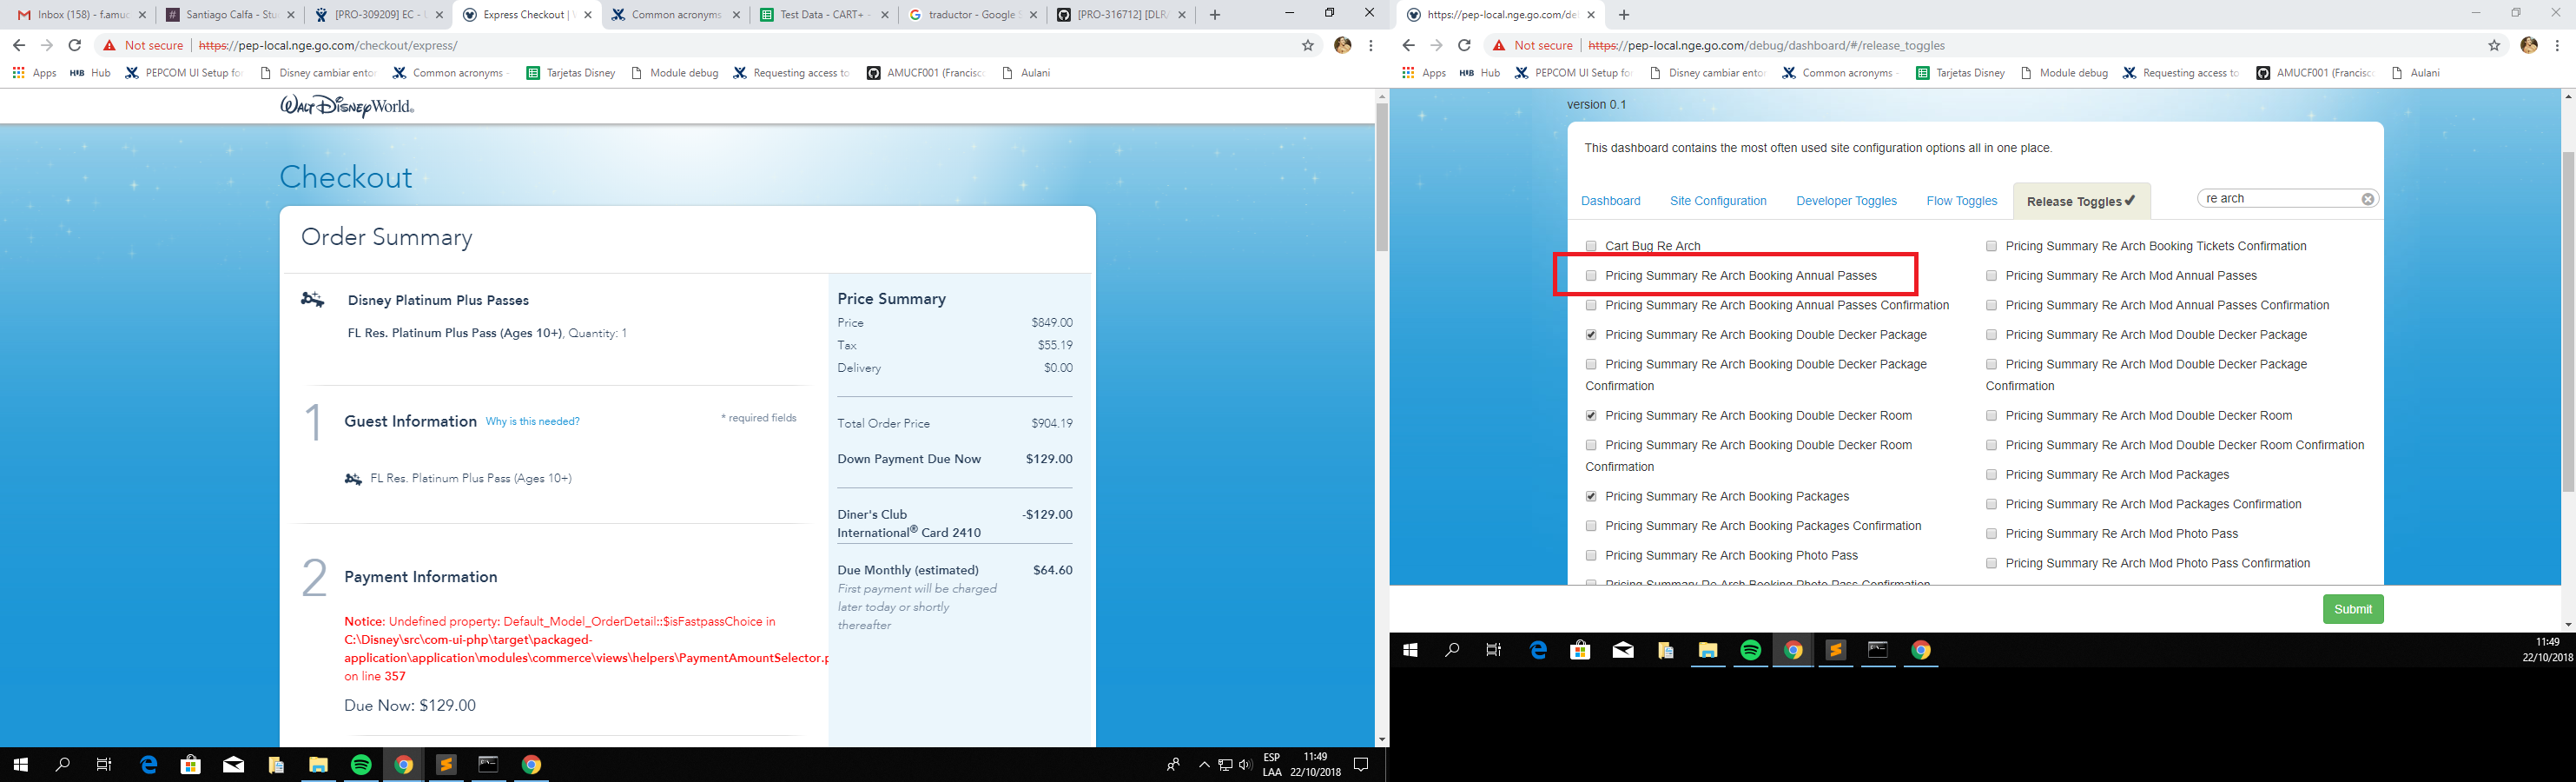 Inbox (158) - f.amuc
Santiago Calfa - Stu
[PRO-309209] EC -
Express Checkout |
Common acronyms
Test Data - CART+ -
traductor - Google
[PRO-316712] [DLR/
Not secure
https://pep-local.nge.go.com/checkout/express/
Apps
Hub
PEPCOM UI Setup fo
Disney cambiar entor
Common acronyms -
Tarjetas Disney
Module debug
Requesting access to
AMUCF001 (Francisc
Aulani
Walt Disney World.
Checkout
Order Summary
Disney Platinum Plus Passes
FL Res. Platinum Plus Pass (Ages 10+), Quantity: 1
1
Guest Information
Why is this needed?
* required fields
FL Res. Platinum Plus Pass (Ages 10+)
2
Payment Information
Notice: Undefined property: Default_Model_OrderDetail::$isFastpassChoice in
C:\Disney\src\com-ui-php\target\packaged-
application\application\modules\commerce\views\helpers\PaymentAmountSelector.p
on line 357
Due Now: $129.00
Price Summary
Price $849.00
Tax $55.19
Delivery $0.00
Total Order Price $904.19
Down Payment Due Now $129.00
Diner's Club -$129.00
International® Card 2410
Due Monthly (estimated) $64.60
First payment will be charged
later today or shortly
thereafter
ESP
LAA
11:49
22/10/2018
https://pep-local.nge.go.com/de
Not secure
https://pep-local.nge.go.com/debug/dashboard/#/release_toggles
Apps
Hub
PEPCOM UI Setup fo
Disney cambiar entor
Common acronyms -
Tarjetas Disney
Module debug
Requesting access to
AMUCF001 (Francisc
Aulani
version 0.1
This dashboard contains the most often used site configuration options all in one place.
Dashboard
Site Configuration
Developer Toggles
Flow Toggles
Release Toggles
re arch
Cart Bug Re Arch
Pricing Summary Re Arch Booking Annual Passes
Pricing Summary Re Arch Booking Annual Passes Confirmation
Pricing Summary Re Arch Booking Double Decker Package
Pricing Summary Re Arch Booking Double Decker Package
Confirmation
Pricing Summary Re Arch Booking Double Decker Room
Pricing Summary Re Arch Booking Double Decker Room
Confirmation
Pricing Summary Re Arch Booking Packages
Pricing Summary Re Arch Booking Packages Confirmation
Pricing Summary Re Arch Booking Photo Pass
Pricing Summary Re Arch Booking Photo Pass Confirmation
Pricing Summary Re Arch Booking Tickets Confirmation
Pricing Summary Re Arch Mod Annual Passes
Pricing Summary Re Arch Mod Annual Passes Confirmation
Pricing Summary Re Arch Mod Double Decker Package
Pricing Summary Re Arch Mod Double Decker Package
Confirmation
Pricing Summary Re Arch Mod Double Decker Room
Pricing Summary Re Arch Mod Double Decker Room Confirmation
Pricing Summary Re Arch Mod Packages
Pricing Summary Re Arch Mod Packages Confirmation
Pricing Summary Re Arch Mod Photo Pass
Pricing Summary Re Arch Mod Photo Pass Confirmation
Submit
11:49
22/10/2018